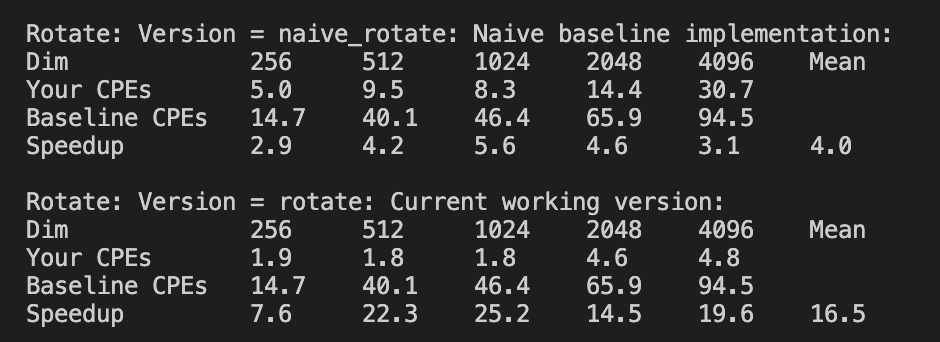 Rotate: Version = naive_rotate: Naive baseline implementation:
Dim 256 512 1024 2048 4096 Mean
Your CPEs 5.0 9.5 8.3 14.4 30.7
Baseline CPEs 14.7 40.1 46.4 65.9 94.5
Speedup 2.9 4.2 5.6 4.6 3.1 4.0
Rotate: Version = rotate: Current working version:
Dim 256 512 1024 2048 4096 Mean
Your CPEs 1.9 1.8 1.8 4.6 4.8
Baseline CPEs 14.7 40.1 46.4 65.9 94.5
Speedup 7.6 22.3 25.2 14.5 19.6 16.5